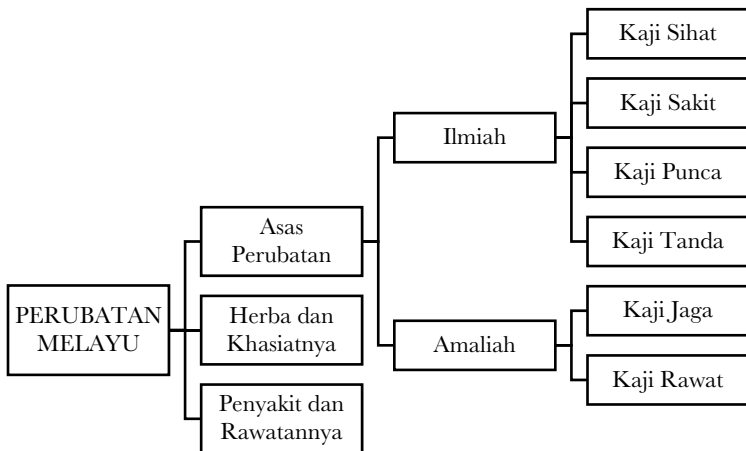 PERUBATAN
MELAYU
Asas
Perubatan
Herba dan
Khasiatnya
Penyakit dan
Rawatannya
Ilmiah
Amaliah
Kaji Sihat
Kaji Sakit
Kaji Punca
Kaji Tanda
Kaji Jaga
Kaji Rawat